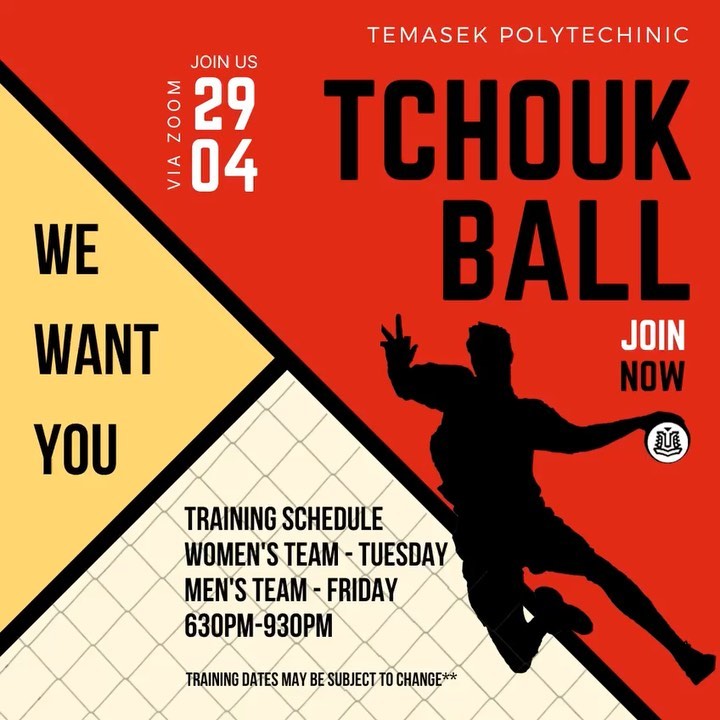 TEMASEK POLYTECHINIC
JOIN US
VIA ZOOM
29
04
TCHOUK
BALL
JOIN
NOW
WE
WANT
YOU
TRAINING SCHEDULE
WOMEN'S TEAM - TUESDAY
MEN'S TEAM - FRIDAY
630PM-930PM
TRAINING DATES MAY BE SUBJECT TO CHANGE**